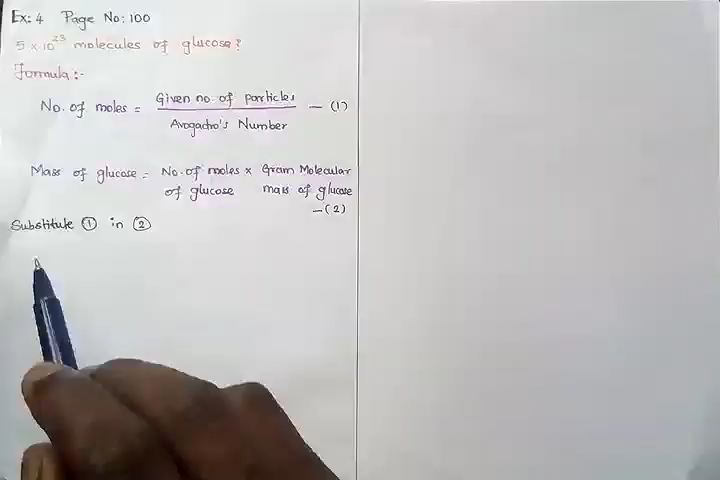 Ex: 4 Page No: 100
5 × 10²³ molecules of glucose?
Formula:-
No. of moles = Given no. of particles / Avogadro's Number — (1)
Mass of glucose = No. of moles × Gram Molecular
of glucose mass of glucose
— (2)
Substitute ① in ②